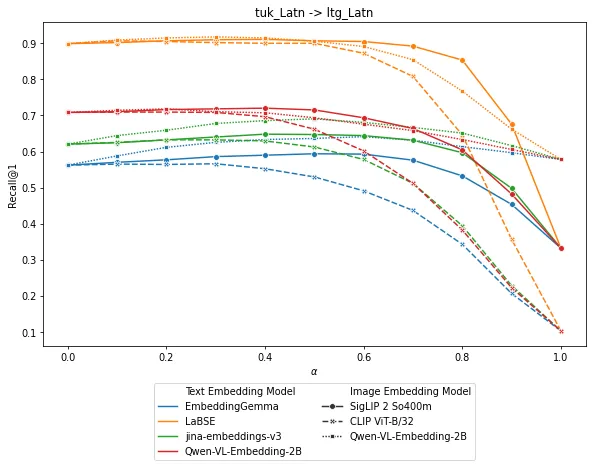 tuk_Latn -> ltg_Latn
Recall@1
0.9
0.8
0.7
0.6
0.5
0.4
0.3
0.2
0.1
0.0 0.2 0.4 0.6 0.8 1.0
α
Text Embedding Model Image Embedding Model
EmbeddingGemma SigLIP 2 So400m
LaBSE CLIP ViT-B/32
jina-embeddings-v3 Qwen-VL-Embedding-2B
Qwen-VL-Embedding-2B